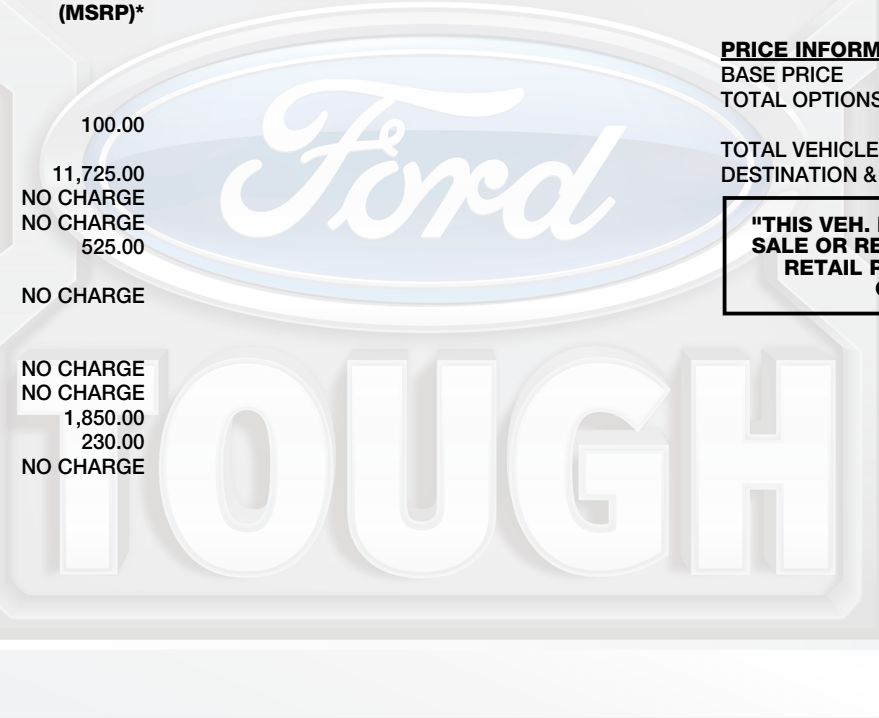 (MSRP)*
100.00
11,725.00
NO CHARGE
NO CHARGE
525.00
NO CHARGE
NO CHARGE
NO CHARGE
1,850.00
230.00
NO CHARGE
PRICE INFORM
BASE PRICE
TOTAL OPTIONS
TOTAL VEHICLE
DESTINATION &
"THIS VEH.
SALE OR RE
RETAIL P
Ford
TOUGH